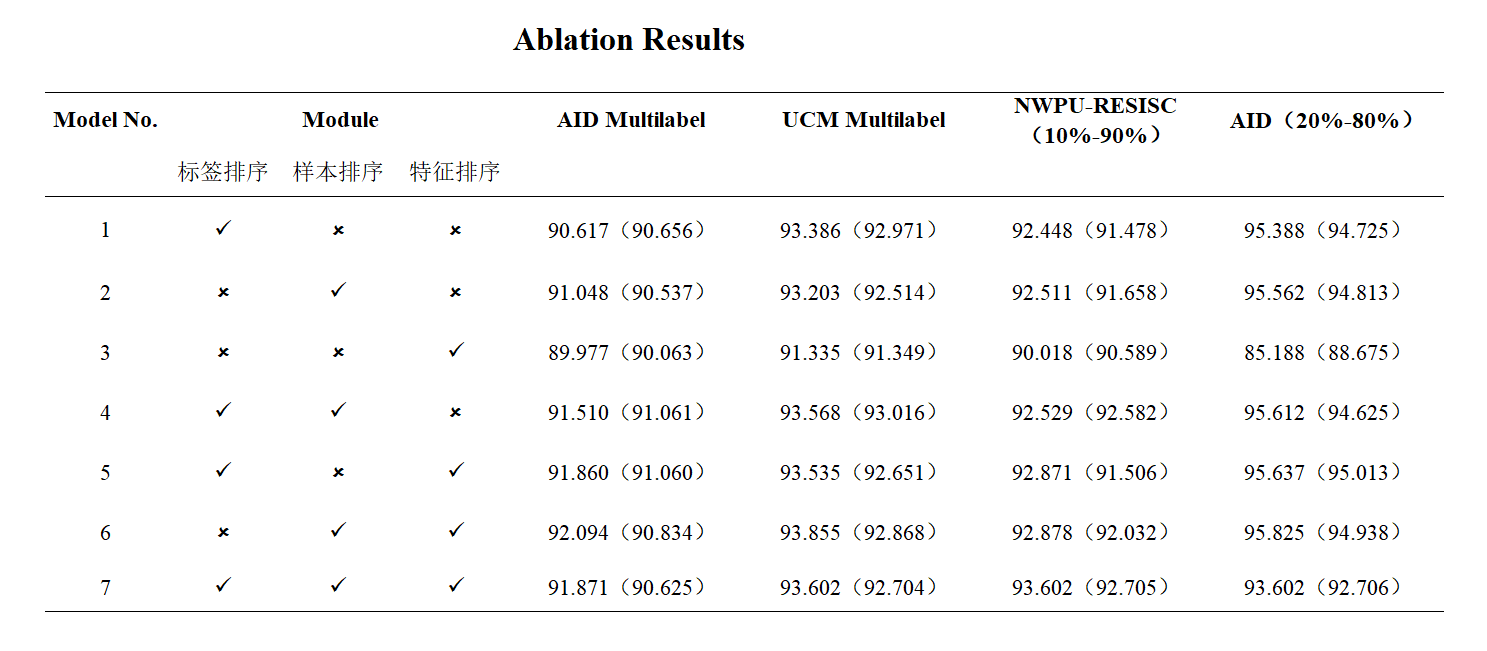 Ablation Results
Model No. Module AID Multilabel UCM Multilabel NWPU-RESISC（10%-90%） AID（20%-80%）
标签排序 样本排序 特征排序
1 ✓ × × 90.617（90.656） 93.386（92.971） 92.448（91.478） 95.388（94.725）
2 × ✓ × 91.048（90.537） 93.203（92.514） 92.511（91.658） 95.562（94.813）
3 × × ✓ 89.977（90.063） 91.335（91.349） 90.018（90.589） 85.188（88.675）
4 ✓ ✓ × 91.510（91.061） 93.568（93.016） 92.529（92.582） 95.612（94.625）
5 ✓ × ✓ 91.860（91.060） 93.535（92.651） 92.871（91.506） 95.637（95.013）
6 × ✓ ✓ 92.094（90.834） 93.855（92.868） 92.878（92.032） 95.825（94.938）
7 ✓ ✓ ✓ 91.871（90.625） 93.602（92.704） 93.602（92.705） 93.602（92.706）